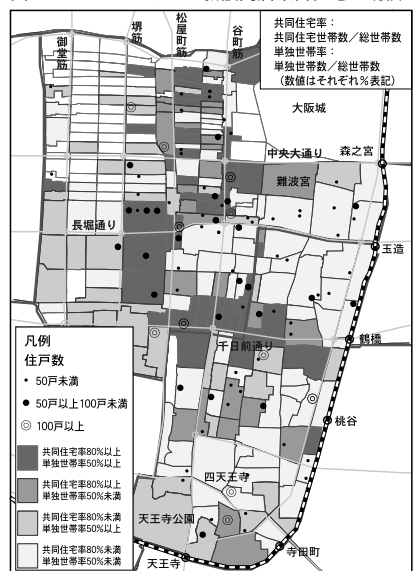 御堂筋
堺筋
松屋町筋
谷町筋
共同住宅率：
共同住宅世帯数／総世帯数
単独世帯率：
単独世帯数／総世帯数
（数値はそれぞれ％表記）
大阪城
森之宮
中央大通り
難波宮
長堀通り
玉造
鶴橋
千日前通り
桃谷
四天王寺
天王寺公園
寺田町
天王寺
凡例
住戸数
50戸未満
50戸以上100戸未満
100戸以上
共同住宅率80%以上
単独世帯率50%以上
共同住宅率80%以上
単独世帯率50%未満
共同住宅率80%未満
単独世帯率50%以上
共同住宅率80%未満
単独世帯率50%未満